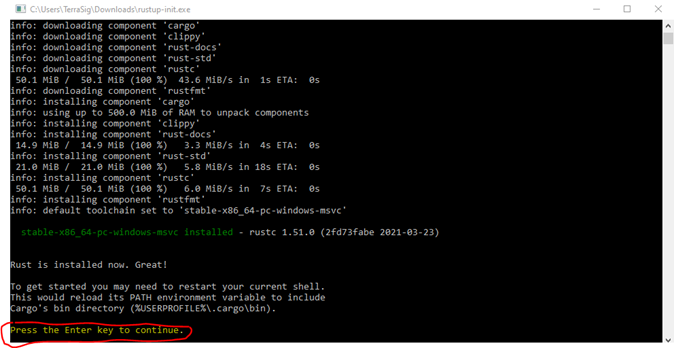 C:\Users\TerraSig\Downloads\rustup-init.exe
info: downloading component 'cargo'
info: downloading component 'clippy'
info: downloading component 'rust-docs'
info: downloading component 'rust-std'
info: downloading component 'rustc'
50.1 MiB / 50.1 MiB (100 %) 43.6 MiB/s in 1s ETA: 0s
info: downloading component 'rustfmt'
info: installing component 'cargo'
info: using up to 500.0 MiB of RAM to unpack components
info: installing component 'clippy'
info: installing component 'rust-docs'
14.9 MiB / 14.9 MiB (100 %) 3.3 MiB/s in 4s ETA: 0s
info: installing component 'rust-std'
21.0 MiB / 21.0 MiB (100 %) 5.8 MiB/s in 18s ETA: 0s
info: installing component 'rustc'
50.1 MiB / 50.1 MiB (100 %) 6.0 MiB/s in 7s ETA: 0s
info: installing component 'rustfmt'
info: default toolchain set to 'stable-x86_64-pc-windows-msvc'
stable-x86_64-pc-windows-msvc installed - rustc 1.51.0 (2fd73fabe 2021-03-23)
Rust is installed now. Great!
To get started you may need to restart your current shell.
This would reload its PATH environment variable to include
Cargo's bin directory (%USERPROFILE%\.cargo\bin).
Press the Enter key to continue.